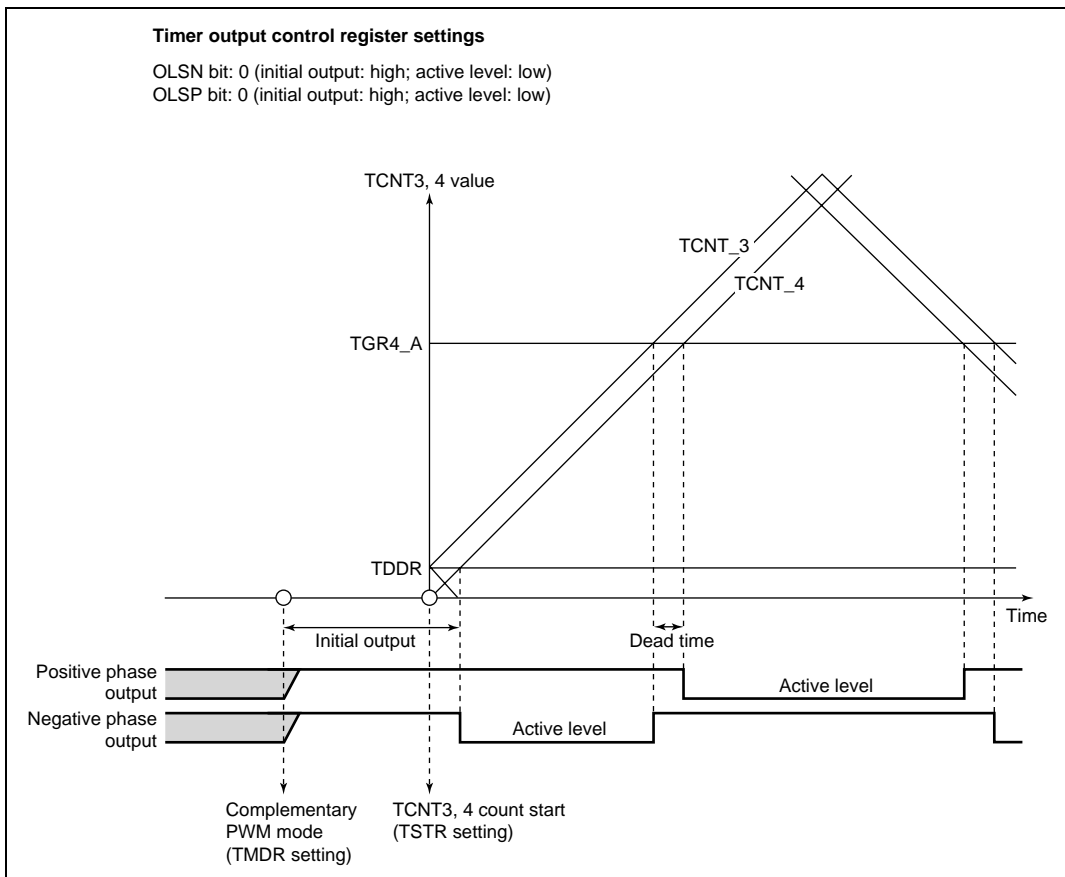 Timer output control register settings
OLSN bit: 0 (initial output: high; active level: low)
OLSP bit: 0 (initial output: high; active level: low)
TCNT3, 4 value
TCNT_3
TCNT_4
TGR4_A
TDDR
Time
Initial output
Dead time
Positive phase
output
Active level
Negative phase
output
Active level
Complementary
PWM mode
(TMDR setting)
TCNT3, 4 count start
(TSTR setting)